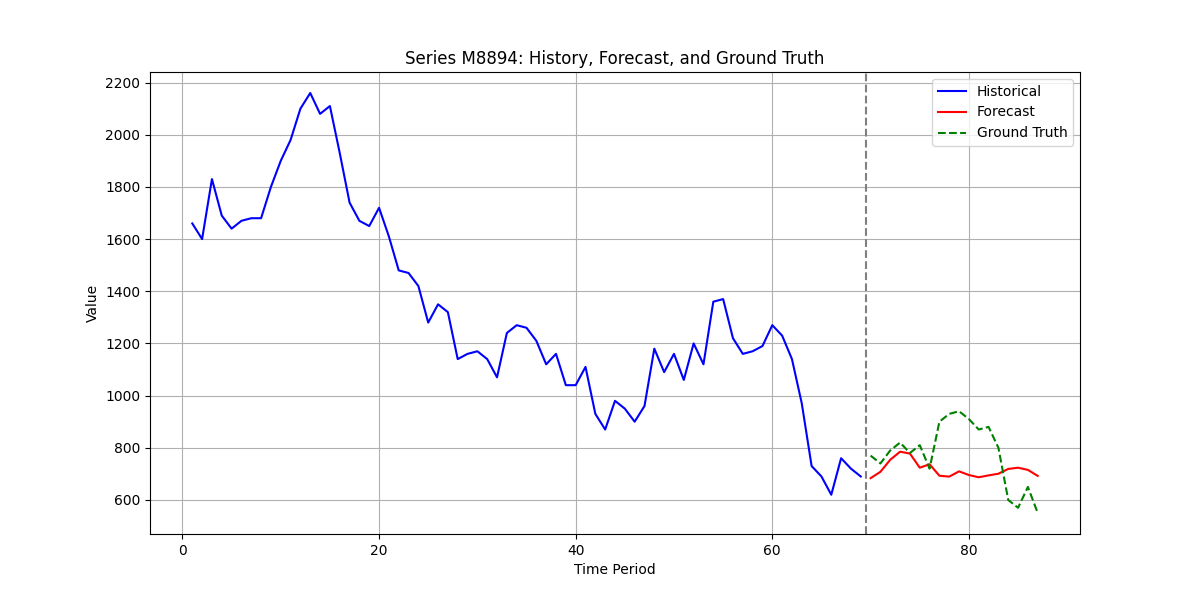 Series M8894: History, Forecast, and Ground Truth
Historical
Forecast
Ground Truth
Value
2200
2000
1800
1600
1400
1200
1000
800
600
0 20 40 60 80
Time Period